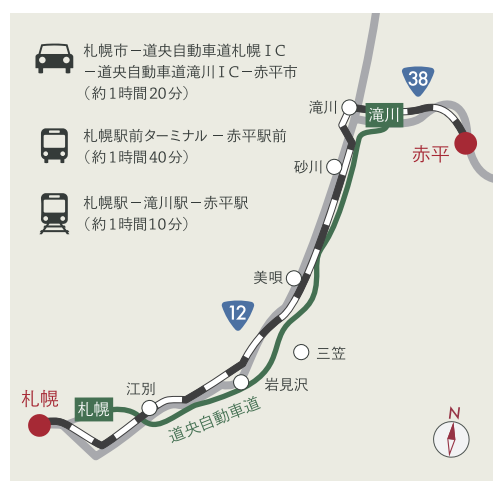 札幌市－道央自動車道札幌ＩＣ
－道央自動車道滝川ＩＣ－赤平市
（約１時間20分）
札幌駅前ターミナル－赤平駅前
（約１時間40分）
札幌駅－滝川駅－赤平駅
（約１時間10分）
38
滝川
滝川
赤平
砂川
美唄
12
三笠
岩見沢
江別
札幌
札幌
道央自動車道
N